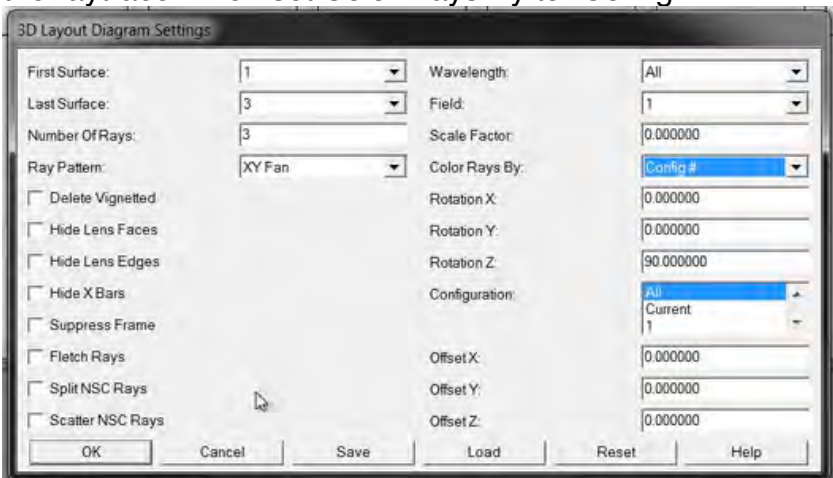 3D Layout Diagram Settings
First Surface: 1 Wavelength: All
Last Surface: 3 Field: 1
Number Of Rays: 3 Scale Factor: 0.000000
Ray Pattern: XY Fan Color Rays By: Config #
Delete Vignetted Rotation X: 0.000000
Hide Lens Faces Rotation Y: 0.000000
Hide Lens Edges Rotation Z: 90.000000
Hide X Bars Configuration: All
Current
Suppress Frame 1
Fletch Rays Offset X: 0.000000
Split NSC Rays Offset Y: 0.000000
Scatter NSC Rays Offset Z: 0.000000
OK Cancel Save Load Reset Help